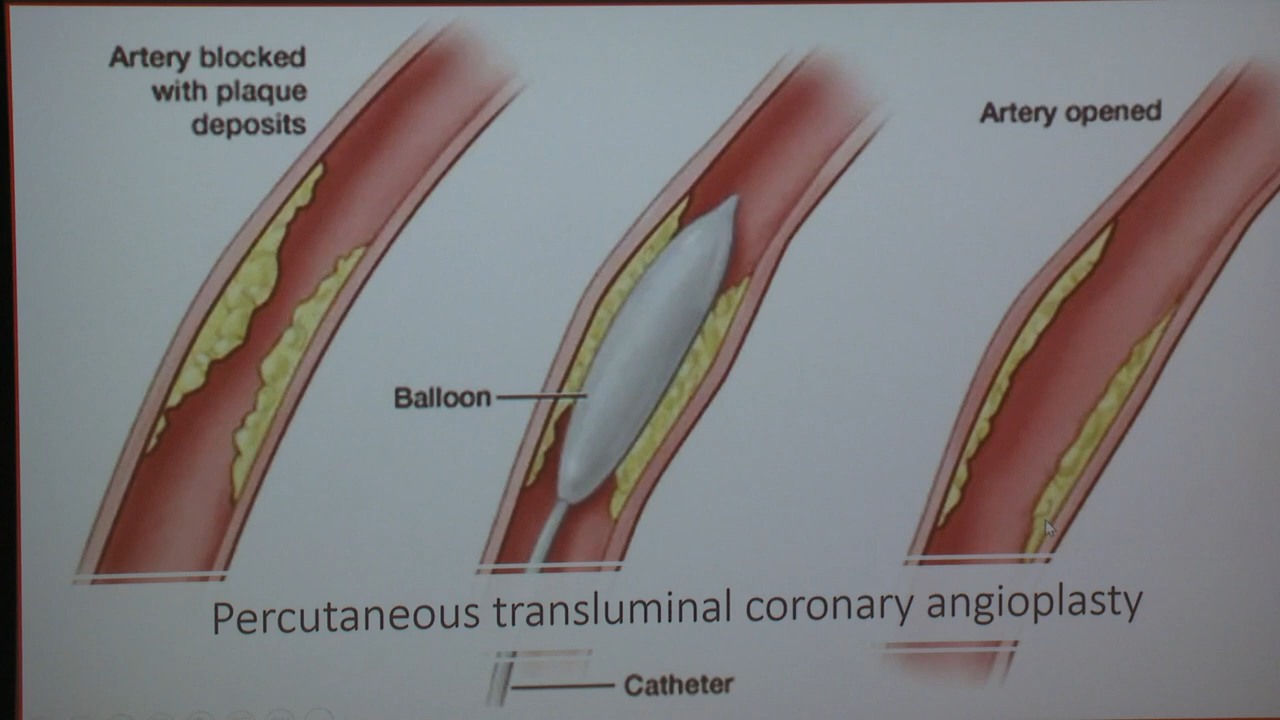 Artery blocked
with plaque
deposits
Artery opened
Balloon
Percutaneous transluminal coronary angioplasty
Catheter